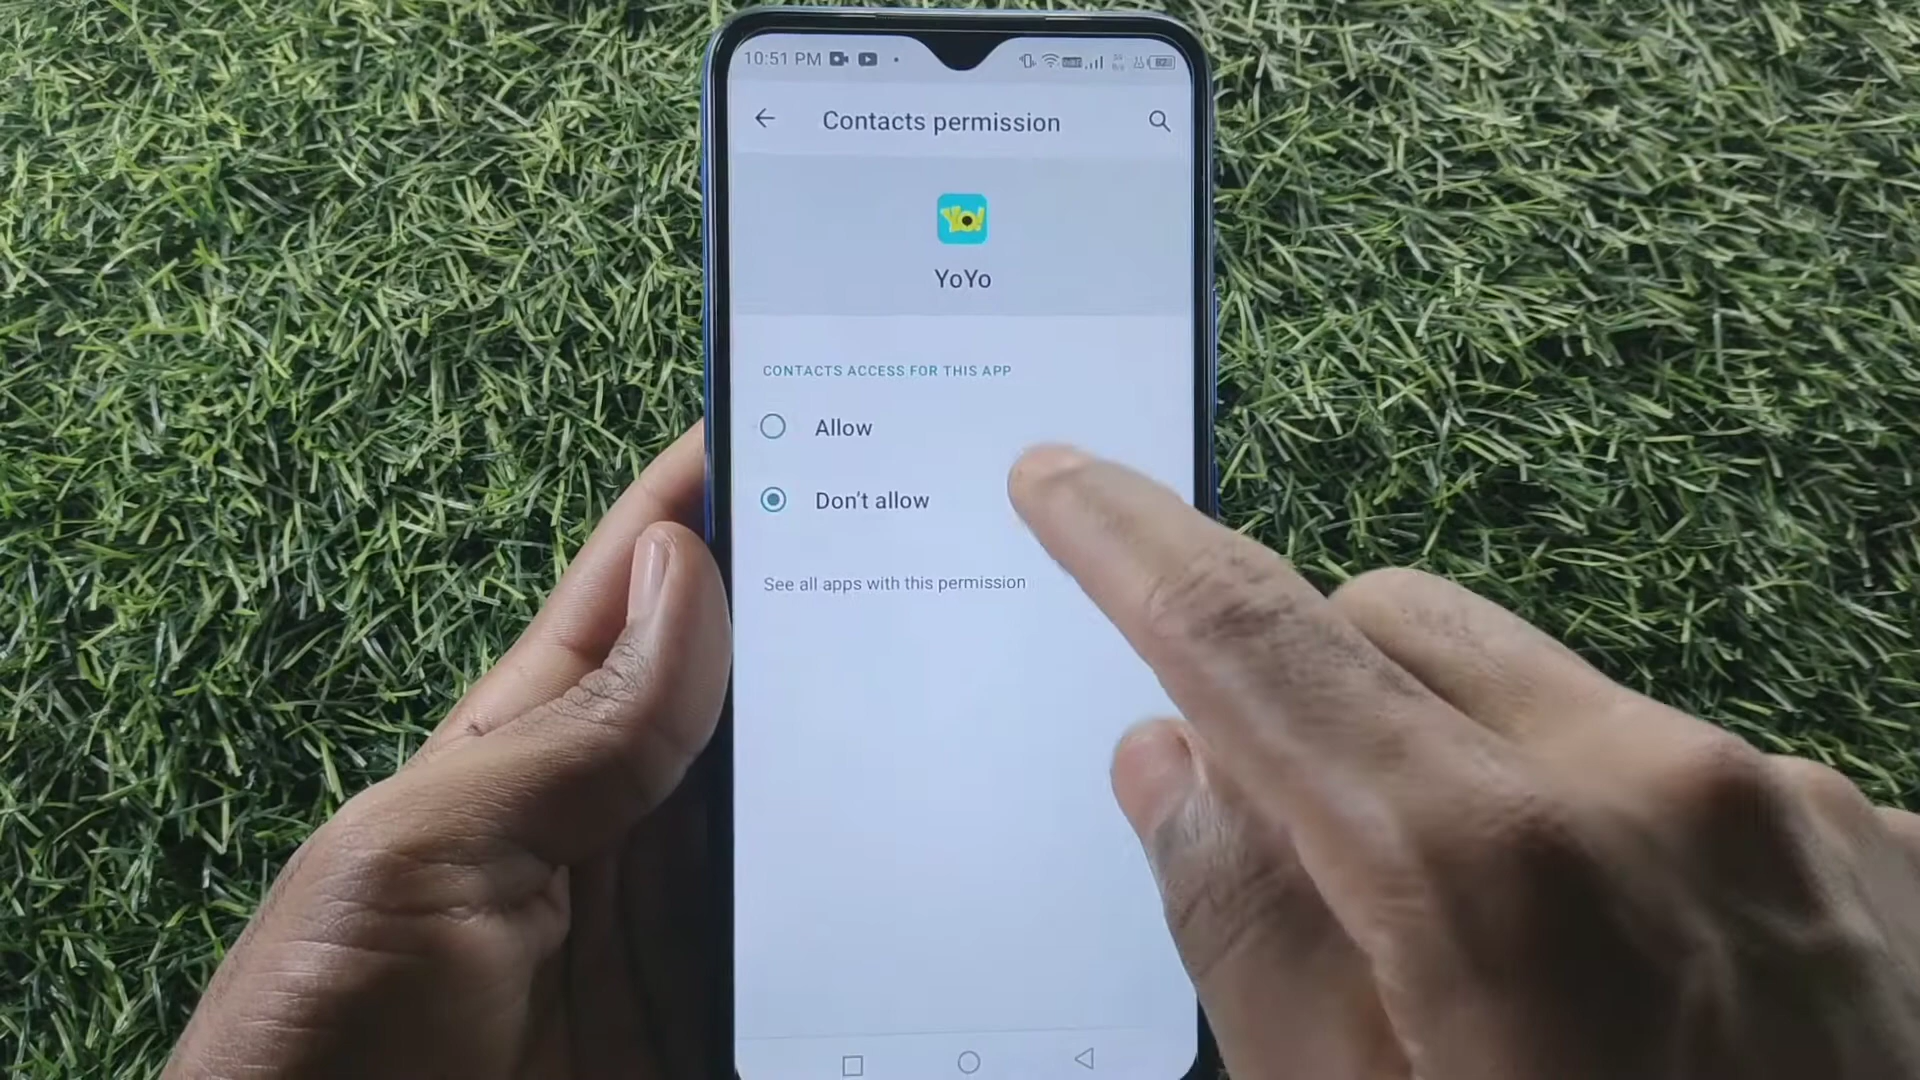 10:51 PM
Contacts permission
Yo!
YoYo
CONTACTS ACCESS FOR THIS APP
Allow
Don't allow
See all apps with this permission